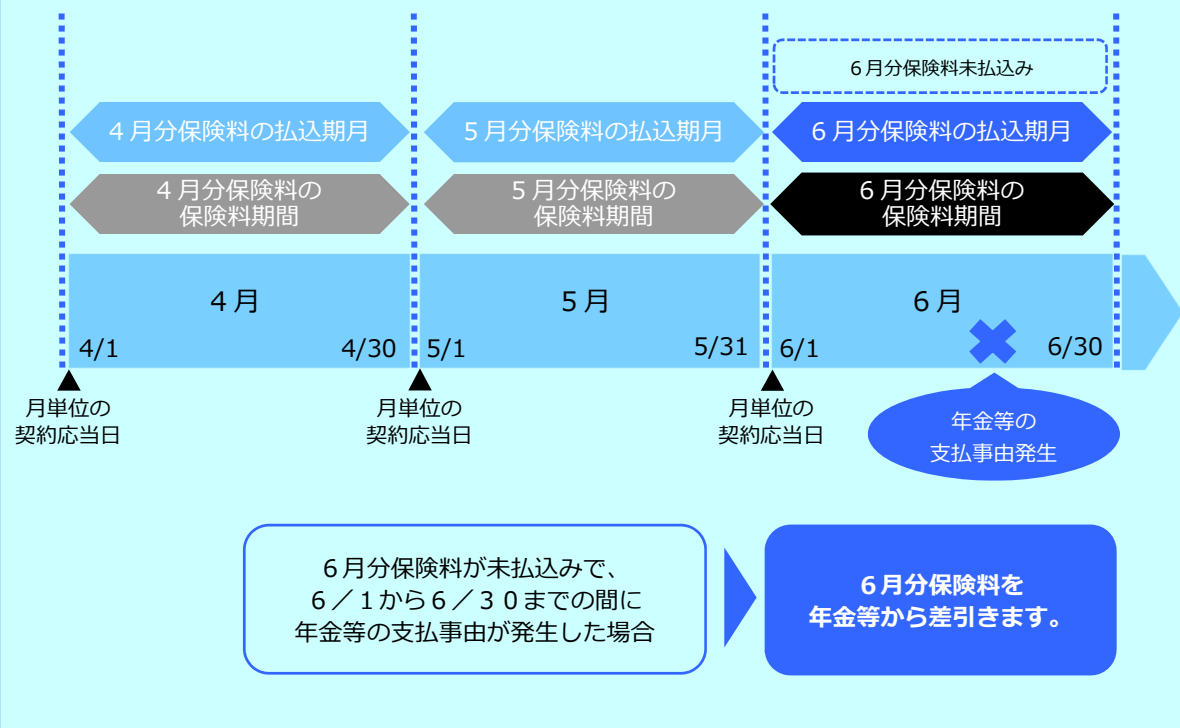 ６月分保険料未払込み
４月分保険料の払込期月
５月分保険料の払込期月
６月分保険料の払込期月
４月分保険料の
保険料期間
５月分保険料の
保険料期間
６月分保険料の
保険料期間
４月
５月
６月
4/1
4/30
5/1
5/31
6/1
6/30
月単位の
契約応当日
月単位の
契約応当日
月単位の
契約応当日
年金等の
支払事由発生
６月分保険料が未払込みで、
６／１から６／３０までの間に
年金等の支払事由が発生した場合
６月分保険料を
年金等から差引きます。